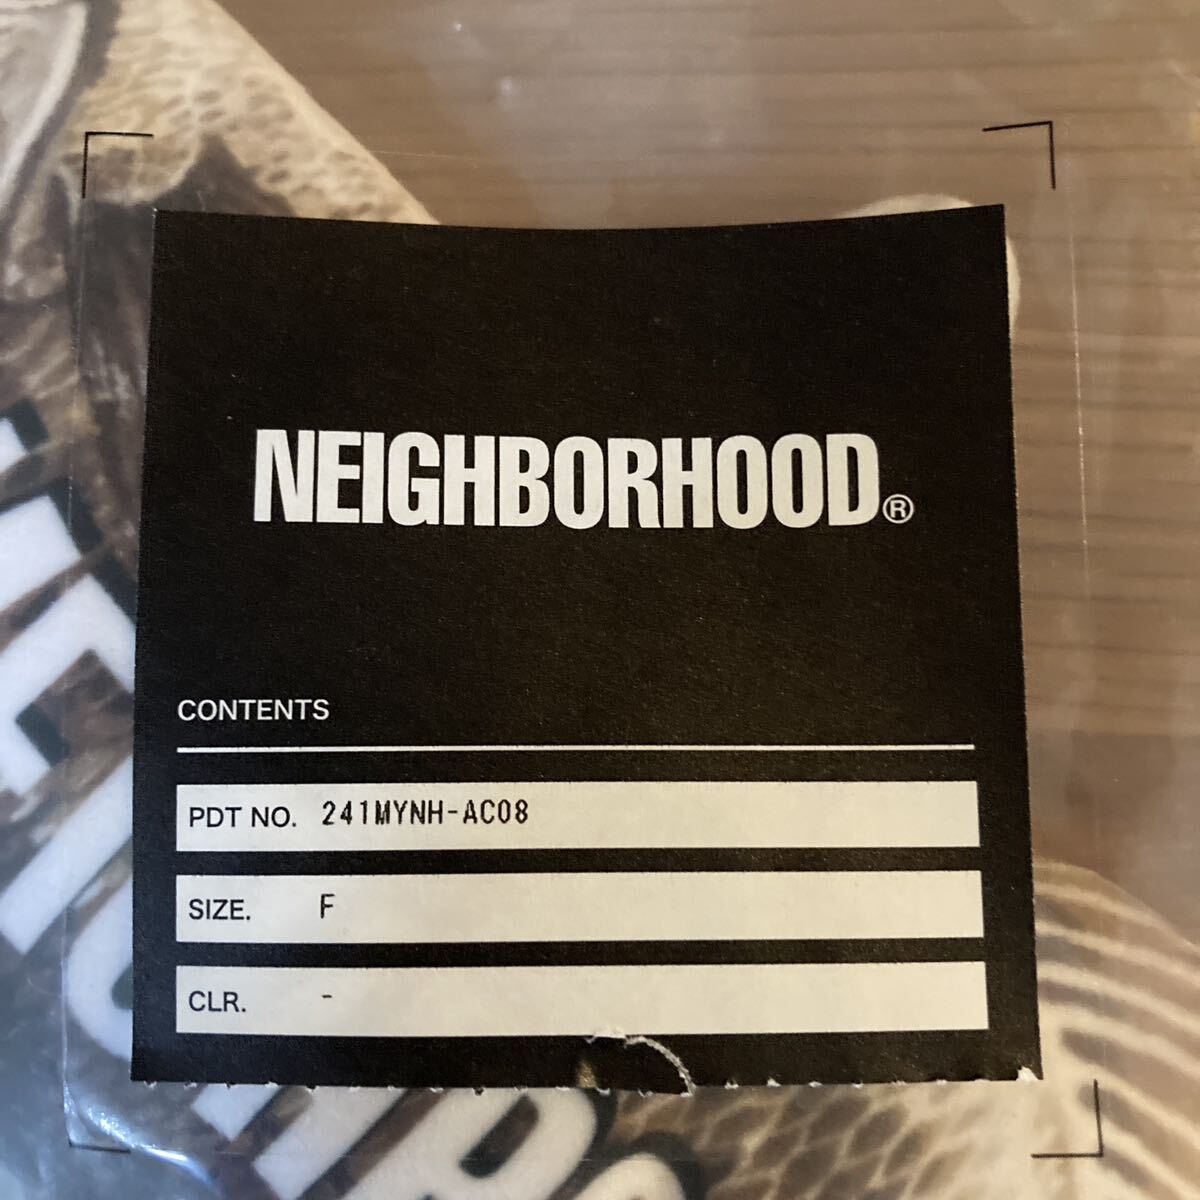 NEIGHBORHOOD®
CONTENTS
PDT NO. 241MYNH-AC08
SIZE. F
CLR. -